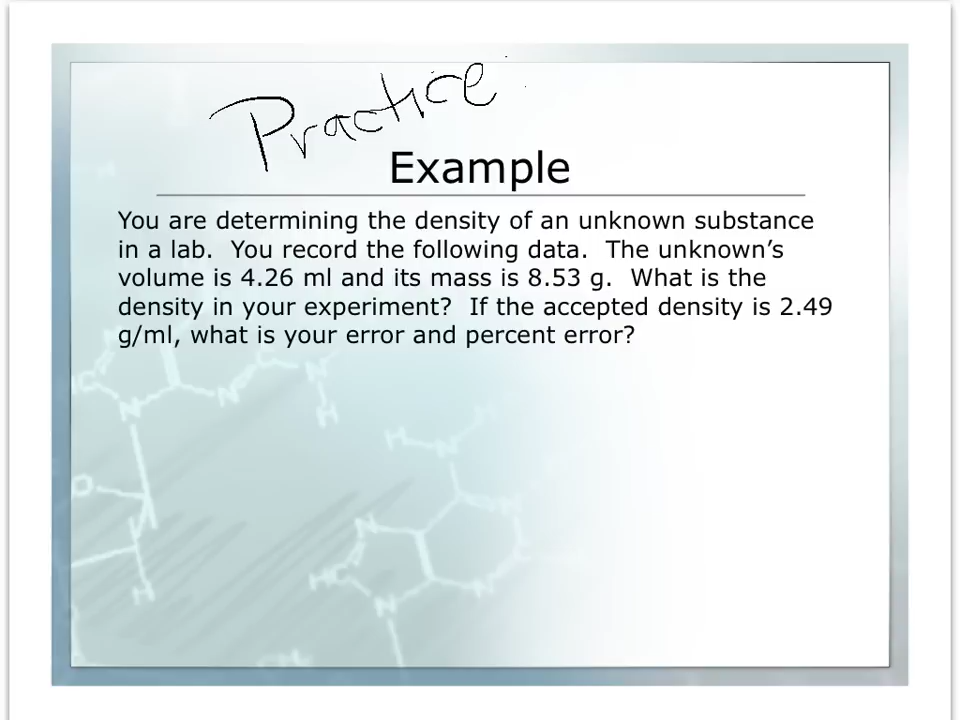 Practice
Example
You are determining the density of an unknown substance
in a lab.  You record the following data.  The unknown’s
volume is 4.26 ml and its mass is 8.53 g.  What is the
density in your experiment?  If the accepted density is 2.49
g/ml, what is your error and percent error?
N
N
N
H
H
N
O
H
N
N
N
N
H